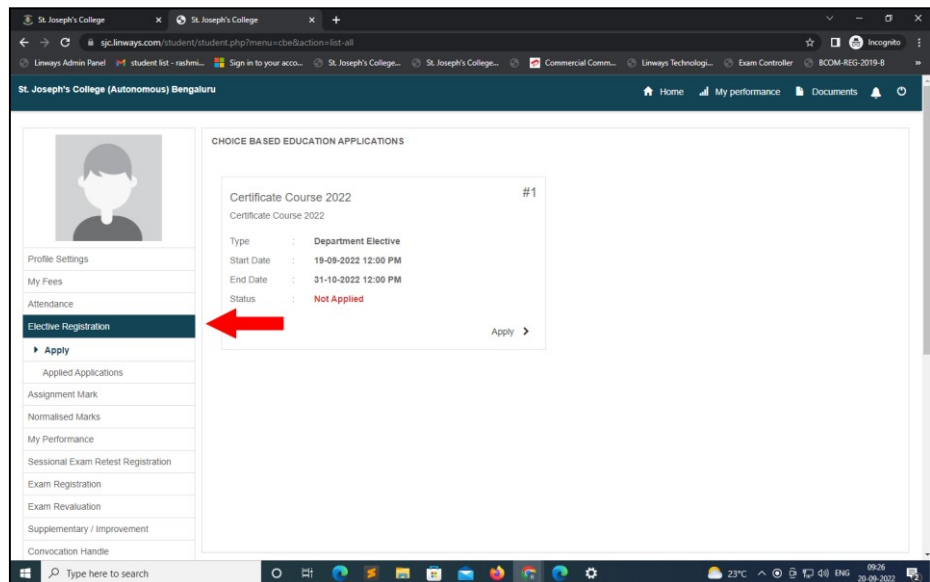 St. Joseph's College
St. Joseph's College
sjc.linways.com/student/student.php?menu=cbe&action=list-all
Incognito
Linways Admin Panel
student list - rashmi...
Sign in to your acco...
St. Joseph's College...
St. Joseph's College...
Commercial Comm...
Linways Technologi...
Exam Controller
BCOM-REG-2019-B
»
St. Joseph's College (Autonomous) Bengaluru
Home
My performance
Documents
CHOICE BASED EDUCATION APPLICATIONS
Certificate Course 2022 #1
Certificate Course 2022
Type : Department Elective
Start Date : 19-09-2022 12:00 PM
End Date : 31-10-2022 12:00 PM
Status : Not Applied
Apply
Profile Settings
My Fees
Attendance
Elective Registration
Apply
Applied Applications
Assignment Mark
Normalised Marks
My Performance
Sessional Exam Retest Registration
Exam Registration
Exam Revaluation
Supplementary / Improvement
Convocation Handle
Type here to search
23°C
ENG
09:26
20-09-2022
2